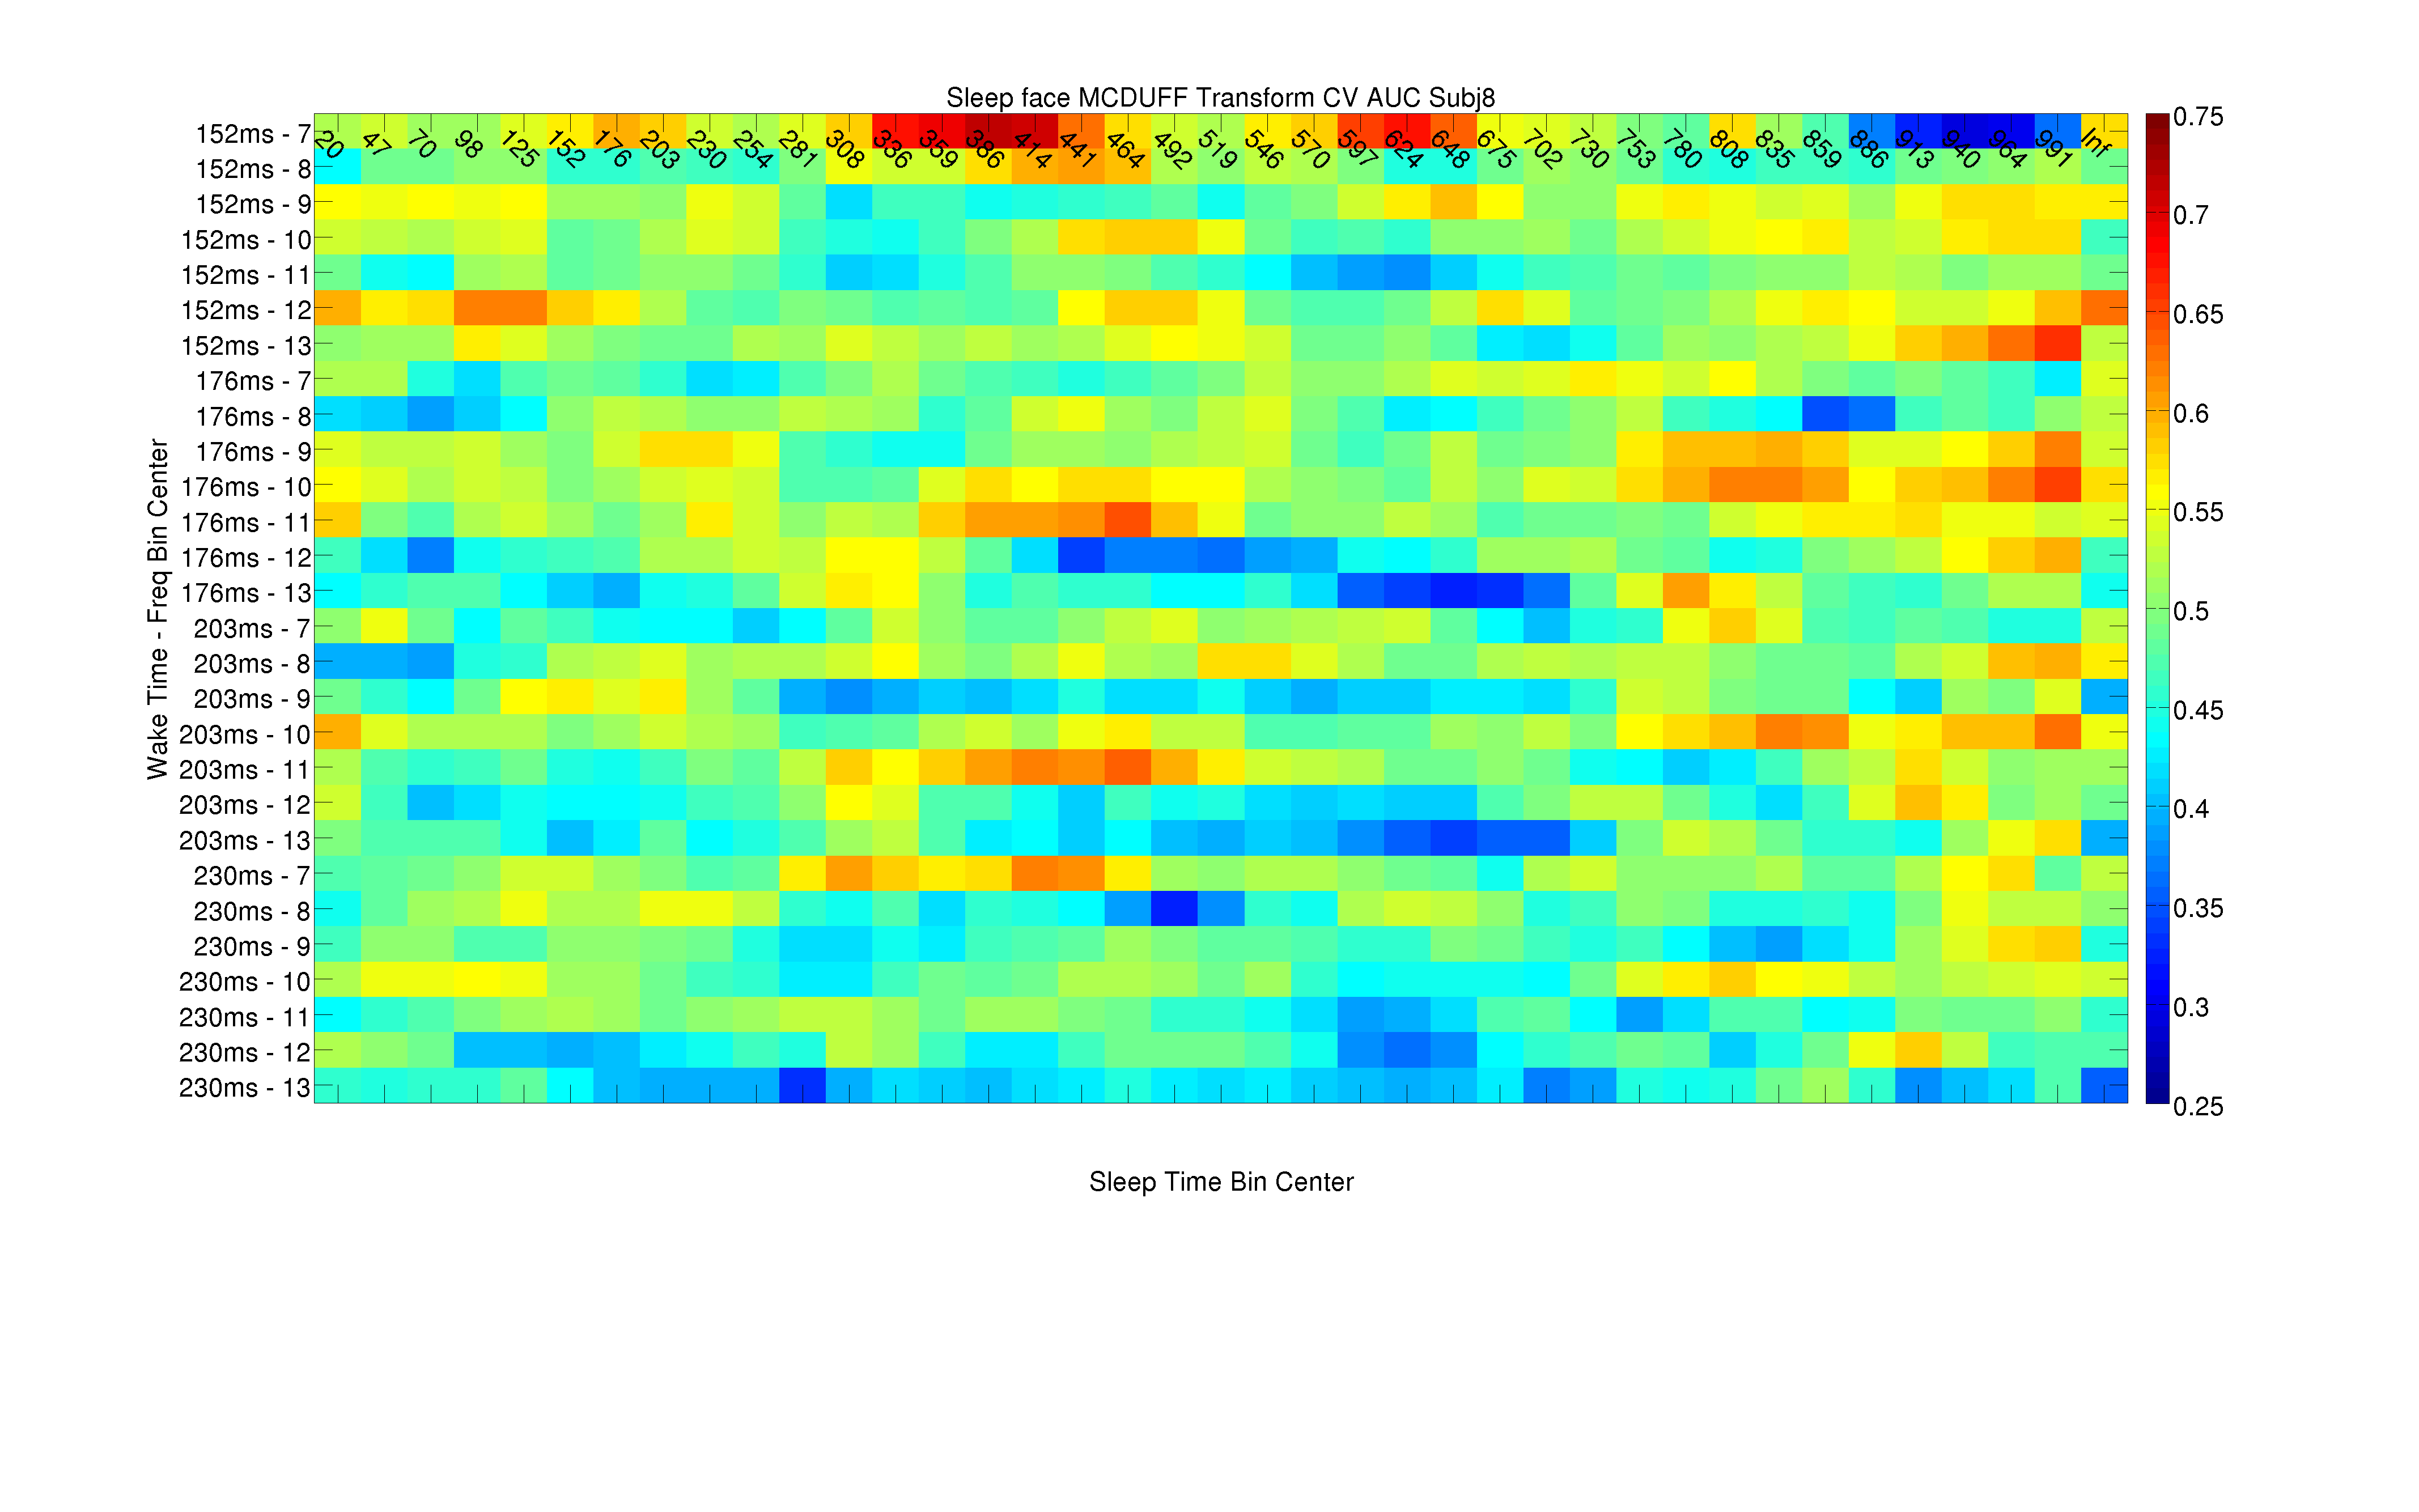 Sleep face MCDUFF Transform CV AUC Subj8
152ms - 7
152ms - 8
152ms - 9
152ms - 10
152ms - 11
152ms - 12
152ms - 13
176ms - 7
176ms - 8
176ms - 9
176ms - 10
176ms - 11
176ms - 12
176ms - 13
203ms - 7
203ms - 8
203ms - 9
203ms - 10
203ms - 11
203ms - 12
203ms - 13
230ms - 7
230ms - 8
230ms - 9
230ms - 10
230ms - 11
230ms - 12
230ms - 13
Wake Time - Freq Bin Center
20 47 70 98 125 152 176 203 230 254 281 308 336 359 386 414 441 464 492 519 546 570 597 624 648 675 702 730 753 780 808 835 859 886 913 940 964 991 Inf
0.75
0.7
0.65
0.6
0.55
0.5
0.45
0.4
0.35
0.3
0.25
Sleep Time Bin Center